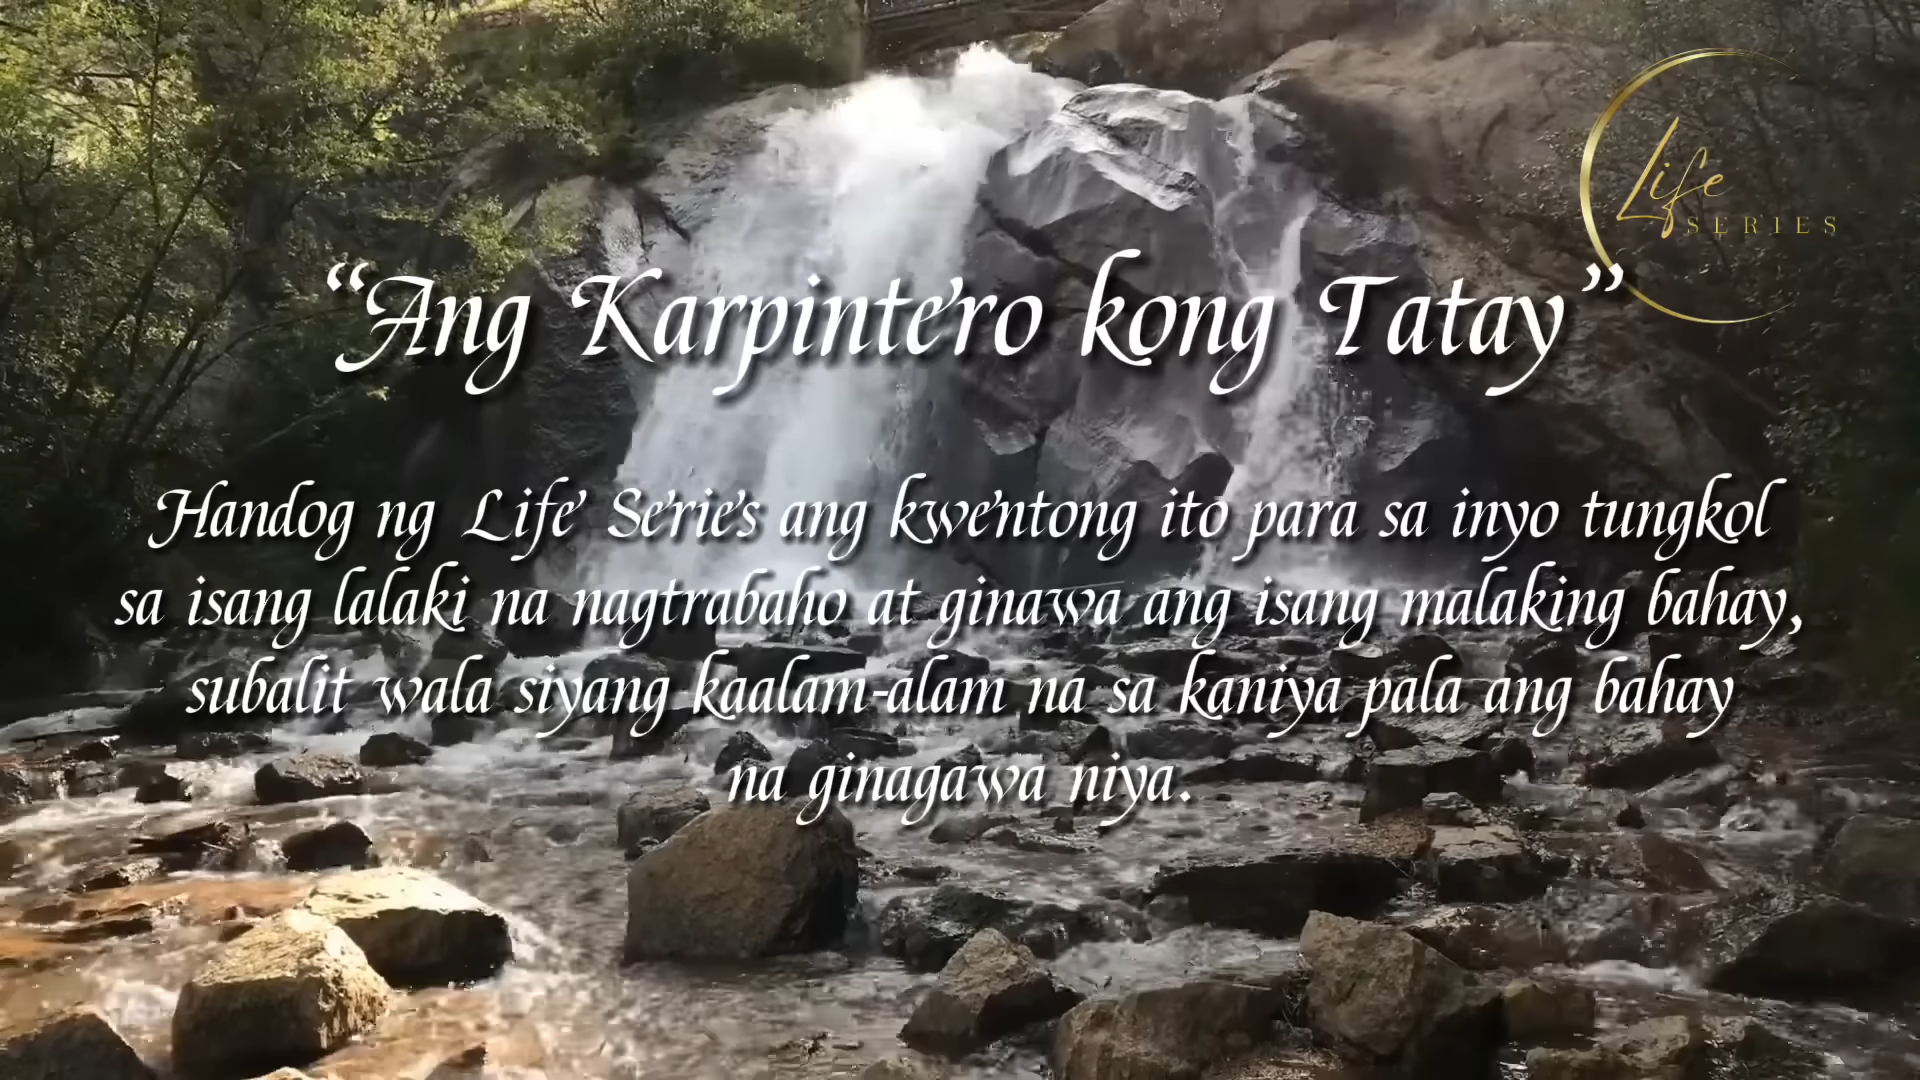 Life
SERIES
“Ang Karpintero kong Tatay”
Handog ng Life Series ang kwentong ito para sa inyo tungkol
sa isang lalaki na nagtrabaho at ginawa ang isang malaking bahay,
subalit wala siyang kaalam-alam na sa kaniya pala ang bahay
na ginagawa niya.